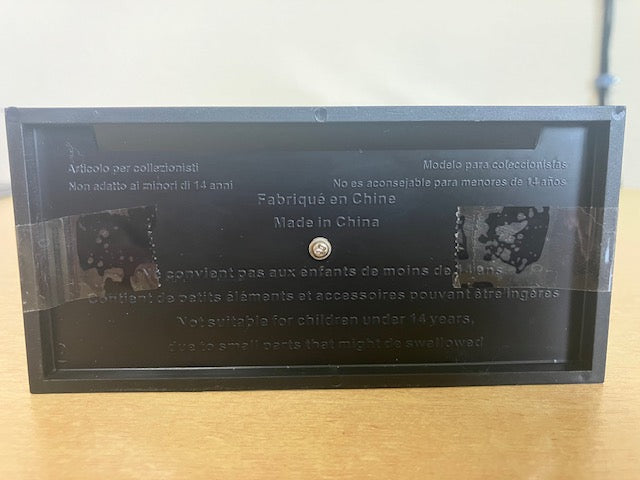 Articolo per collezionisti
Non adatto ai minori di 14 anni
Modelo para coleccionistas
No es aconsejable para menores de 14 años
Fabriqué en Chine
Made in China
Ne convient pas aux enfants de moins de 14 ans
Contient de petits éléments et accessoires pouvant être ingérés
Not suitable for children under 14 years,
due to small parts that might be swallowed